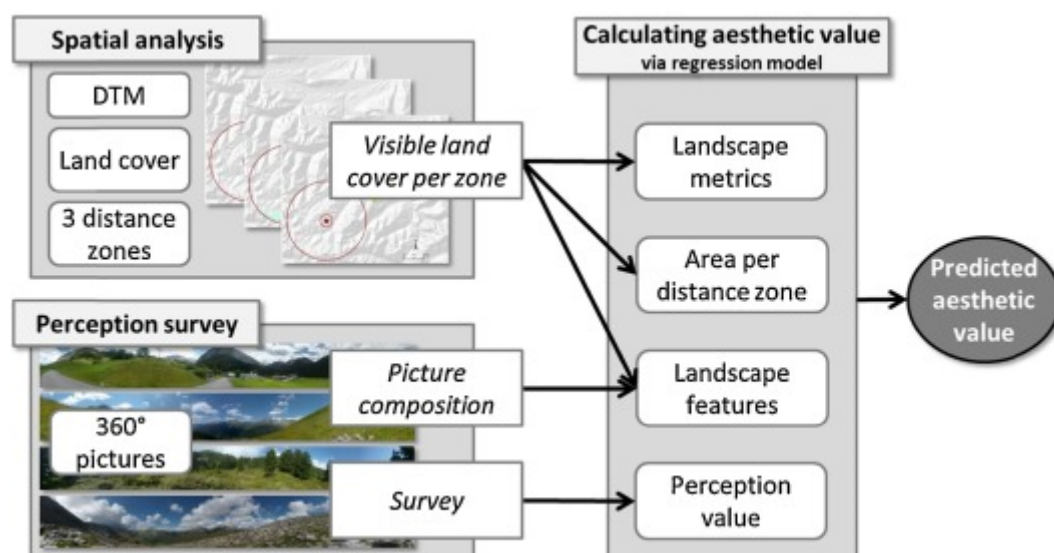 Spatial analysis
DTM
Land cover
3 distance
zones
Visible land
cover per zone
Perception survey
360°
pictures
Picture
composition
Survey
Calculating aesthetic value
via regression model
Landscape
metrics
Area per
distance zone
Landscape
features
Perception
value
Predicted
aesthetic
value